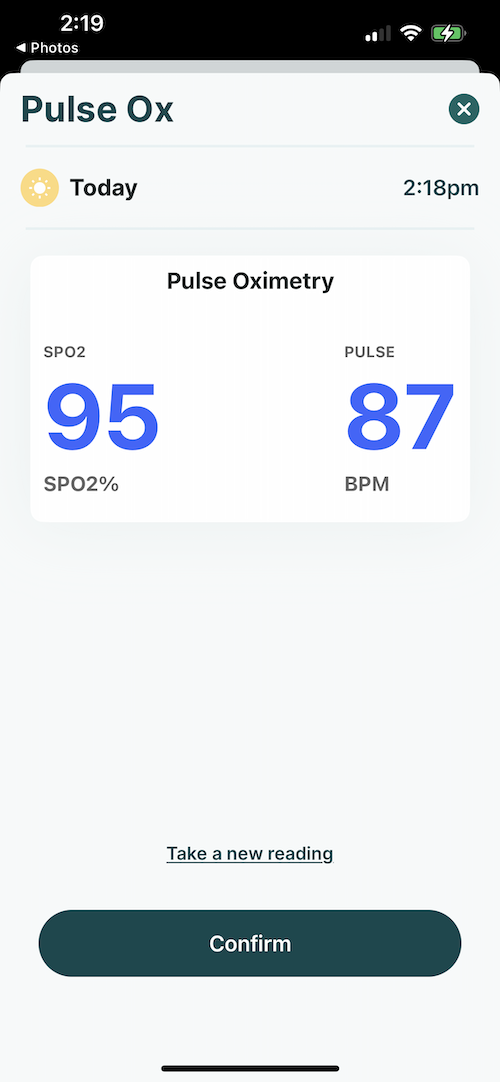 2:19
◀ Photos
Pulse Ox
Today 2:18pm
Pulse Oximetry
SPO2 PULSE
95 87
SPO2% BPM
Take a new reading
Confirm